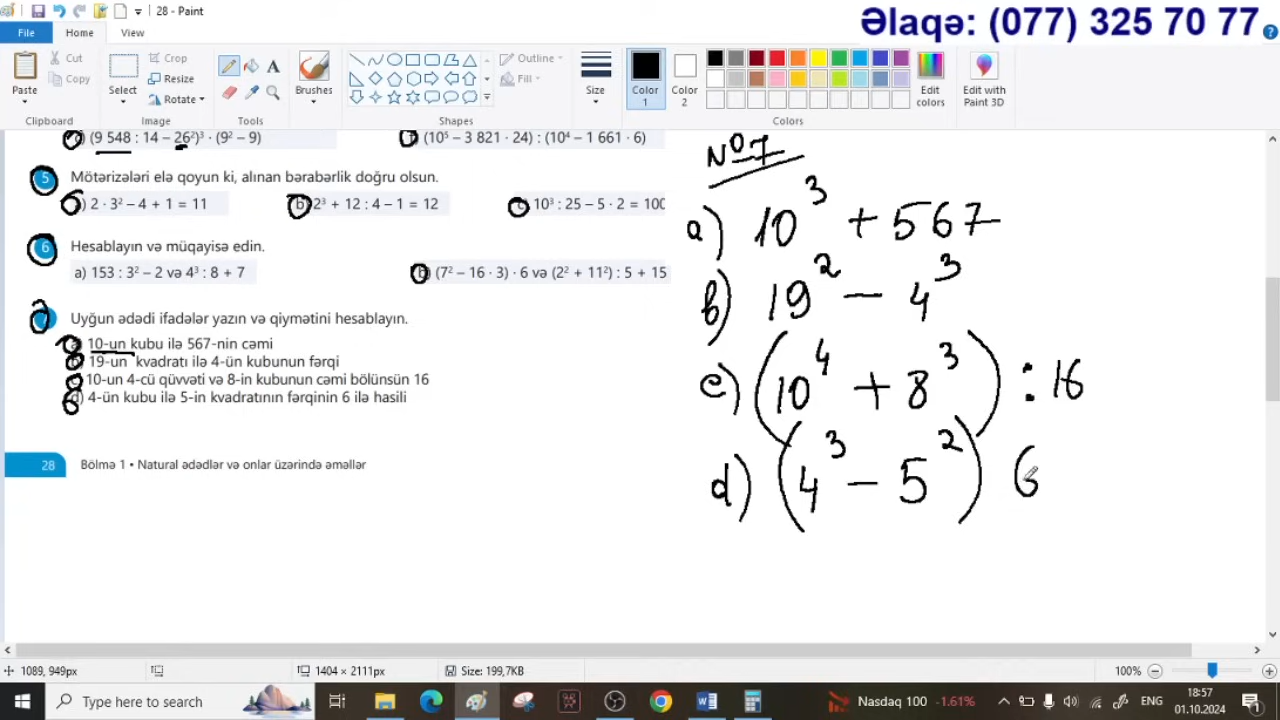 28 - Paint
Əlaqə: (077) 325 70 77
File Home View
Paste Cut Copy Select Crop Resize Rotate A Brushes Outline Fill Size Color 1 Color 2 Edit colors Edit with Paint 3D
Clipboard Image Tools Shapes Colors
(9 548 : 14 – 26²)³ · (9² – 9) (10⁵ – 3 821 · 24) : (10⁴ – 1 661 · 6)
5 Mötərizələri elə qoyun ki, alınan bərabərlik doğru olsun.
a) 2 · 3² – 4 + 1 = 11 b) 2³ + 12 : 4 – 1 = 12 c) 10³ : 25 – 5 · 2 = 100
6 Hesablayın və müqayisə edin.
a) 153 : 3² – 2 və 4³ : 8 + 7 b) (7² – 16 · 3) · 6 və (2² + 11²) : 5 + 15
7 Uyğun ədədi ifadələr yazın və qiymətini hesablayın.
a) 10-un kubu ilə 567-nin cəmi
b) 19-un kvadratı ilə 4-ün kubunun fərqi
c) 10-un 4-cü qüvvəti və 8-in kubunun cəmi bölünsün 16
d) 4-ün kubu ilə 5-in kvadratının fərqinin 6 ilə hasili
28 Bölmə 1 • Natural ədədlər və onlar üzərində əməllər
№7
a) 10³ + 567
b) 19² – 4³
c) (10⁴ + 8³) : 16
d) (4³ – 5²) 6
1089, 949px 1404 × 2111px Size: 199,7KB 100%
Type here to search Nasdaq 100 -1.61% ENG 18:57
01.10.2024